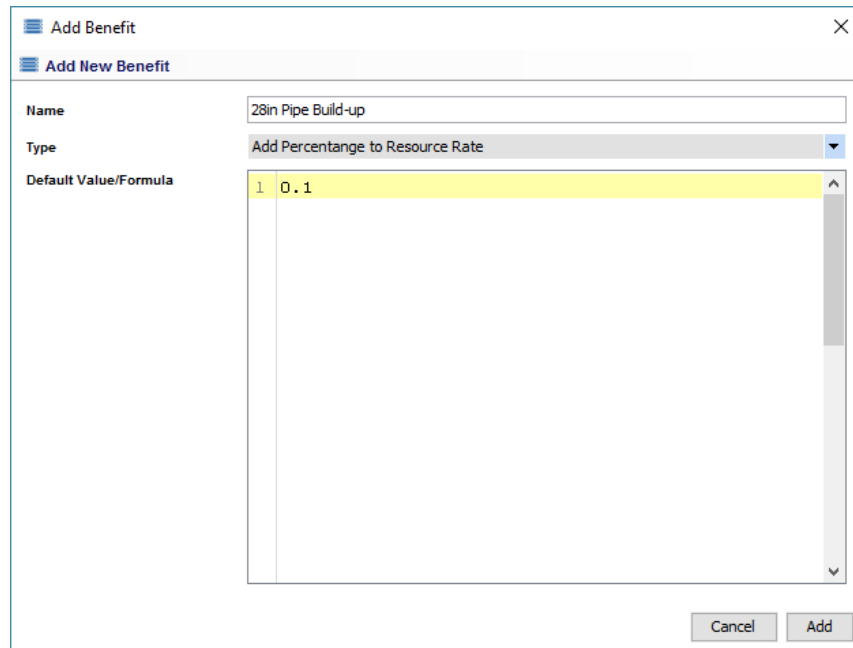 Add Benefit
Add New Benefit
Name 28in Pipe Build-up
Type Add Percentange to Resource Rate
Default Value/Formula
1 0.1
Cancel Add